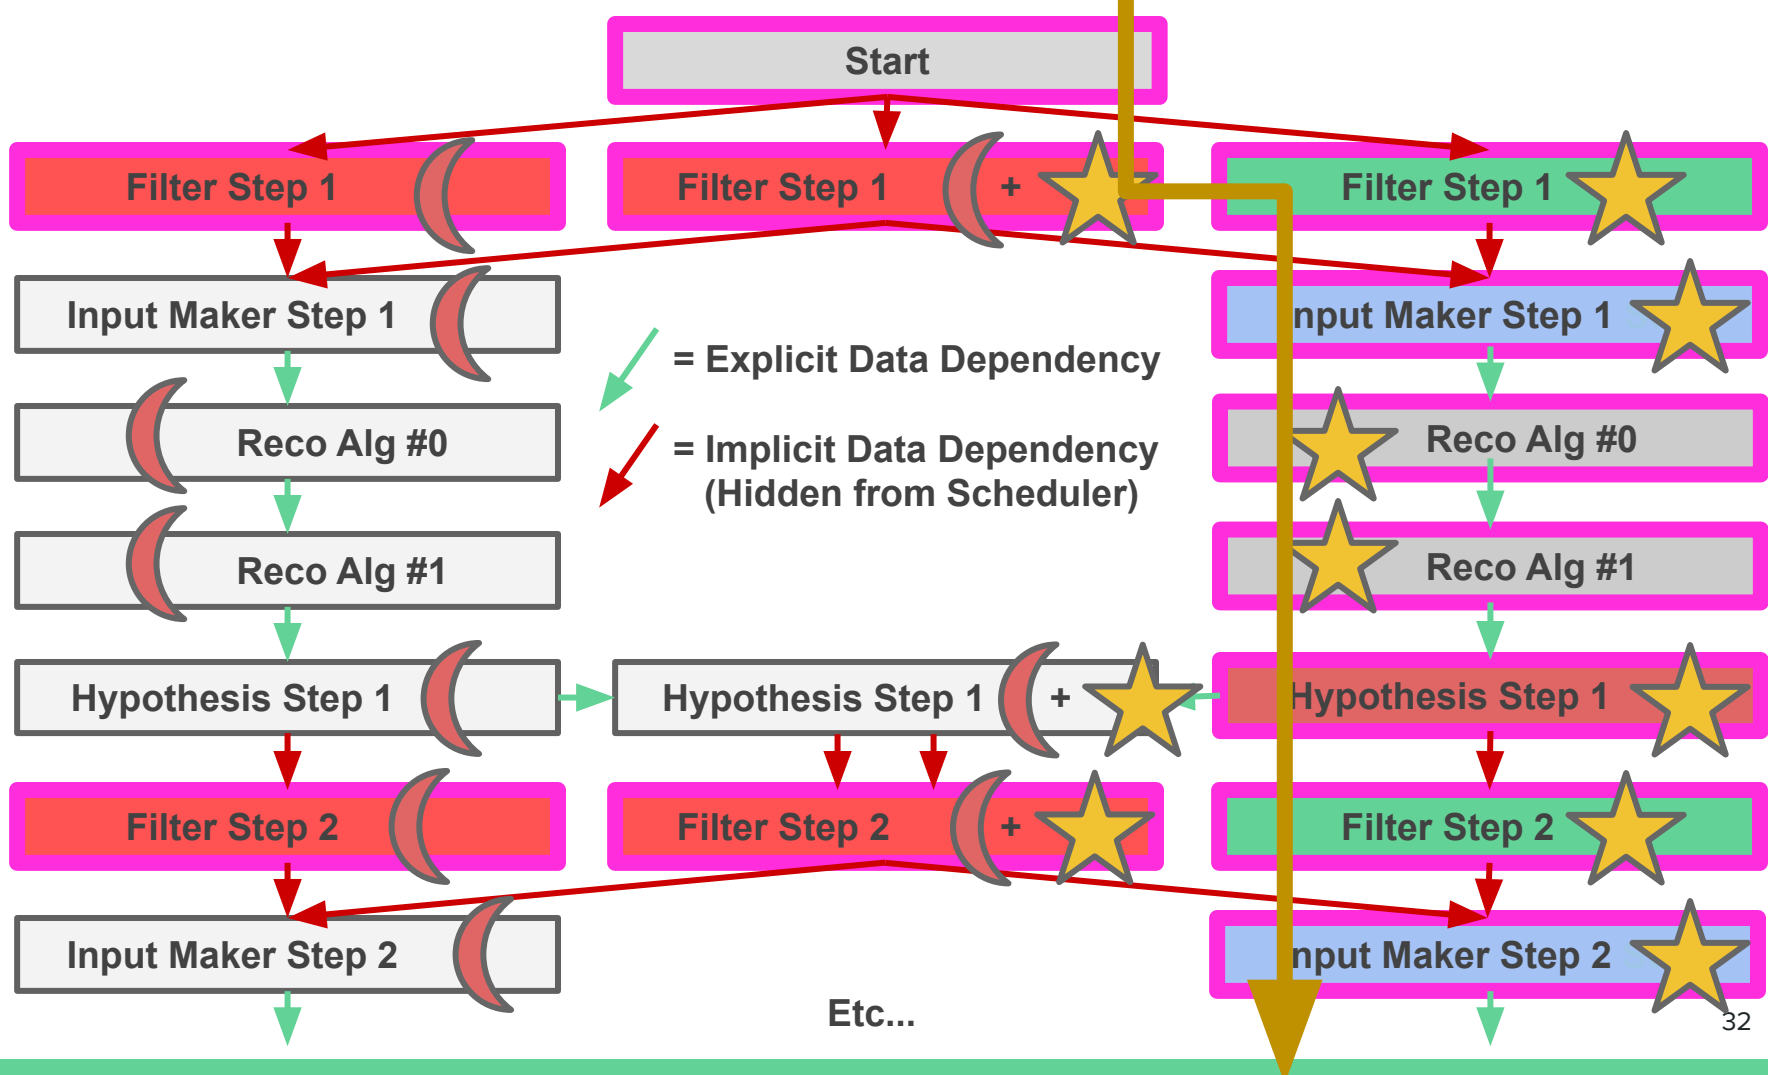 Start
Filter Step 1
Filter Step 1 +
Filter Step 1
Input Maker Step 1
nput Maker Step 1
= Explicit Data Dependency
Reco Alg #0
Reco Alg #0
= Implicit Data Dependency
(Hidden from Scheduler)
Reco Alg #1
Reco Alg #1
Hypothesis Step 1
Hypothesis Step 1 +
Hypothesis Step 1
Filter Step 2
Filter Step 2 +
Filter Step 2
Input Maker Step 2
nput Maker Step 2
Etc...
32